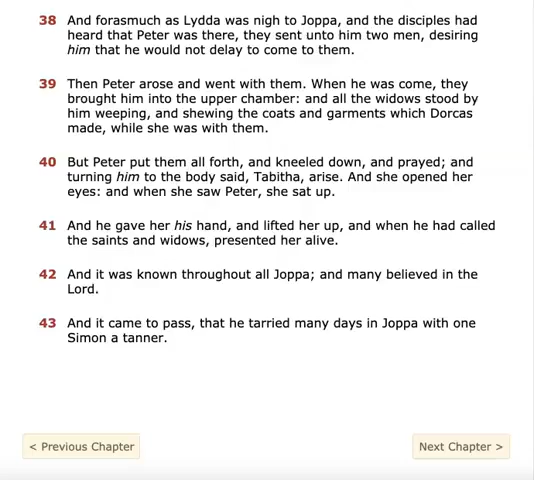 38 And forasmuch as Lydda was nigh to Joppa, and the disciples had
heard that Peter was there, they sent unto him two men, desiring
him that he would not delay to come to them.
39 Then Peter arose and went with them. When he was come, they
brought him into the upper chamber: and all the widows stood by
him weeping, and shewing the coats and garments which Dorcas
made, while she was with them.
40 But Peter put them all forth, and kneeled down, and prayed; and
turning him to the body said, Tabitha, arise. And she opened her
eyes: and when she saw Peter, she sat up.
41 And he gave her his hand, and lifted her up, and when he had called
the saints and widows, presented her alive.
42 And it was known throughout all Joppa; and many believed in the
Lord.
43 And it came to pass, that he tarried many days in Joppa with one
Simon a tanner.
< Previous Chapter
Next Chapter >